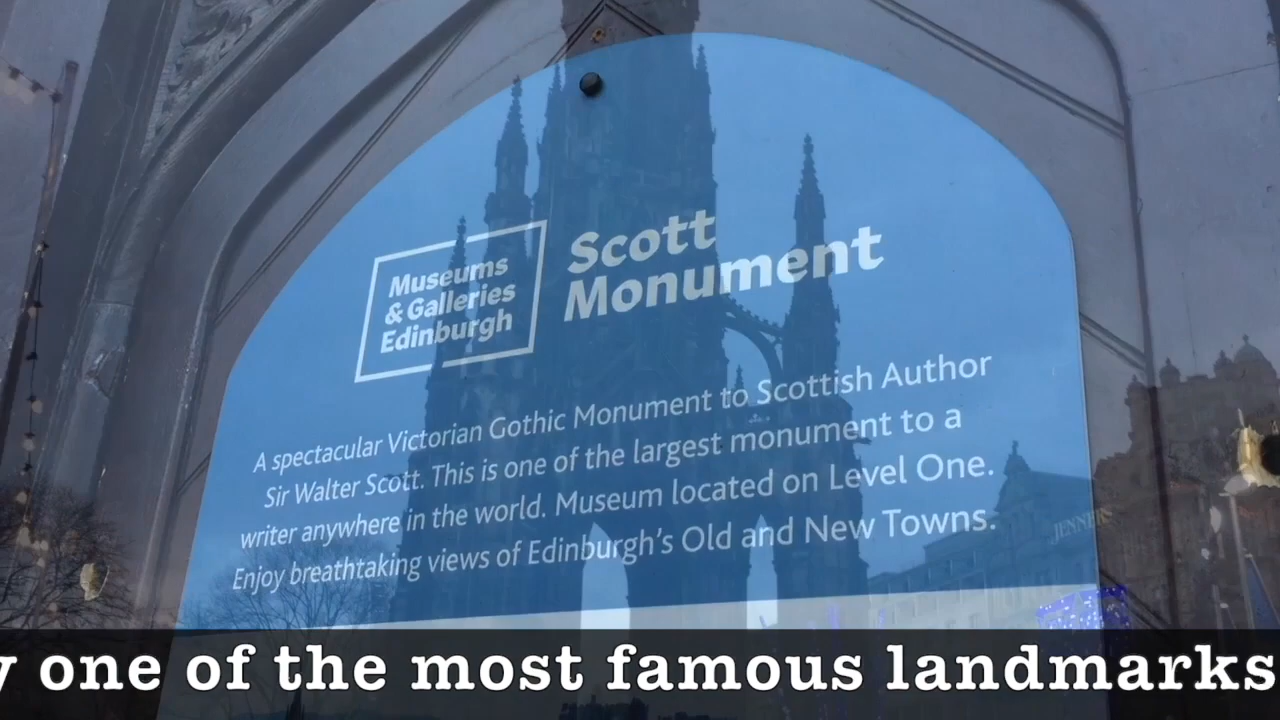 Museums
& Galleries
Edinburgh
Scott
Monument
A spectacular Victorian Gothic Monument to Scottish Author
Sir Walter Scott. This is one of the largest monument to a
writer anywhere in the world. Museum located on Level One.
Enjoy breathtaking views of Edinburgh's Old and New Towns.
JENNERS
y one of the most famous landmarks